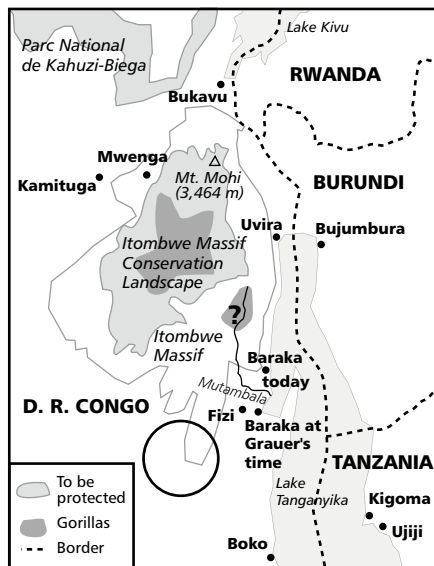 Lake Kivu
Parc National
de Kahuzi-Biega
RWANDA
Bukavu
Mwenga
Mt. Mohi
(3,464 m)
Kamituga
BURUNDI
Uvira
Bujumbura
Itombwe Massif
Conservation
Landscape
?
Itombwe
Massif
Baraka
today
Mutambala
D. R. CONGO
Fizi
Baraka at
Grauer's
time
TANZANIA
To be
protected
Gorillas
Border
Lake
Tanganyika
Kigoma
Ujiji
Boko